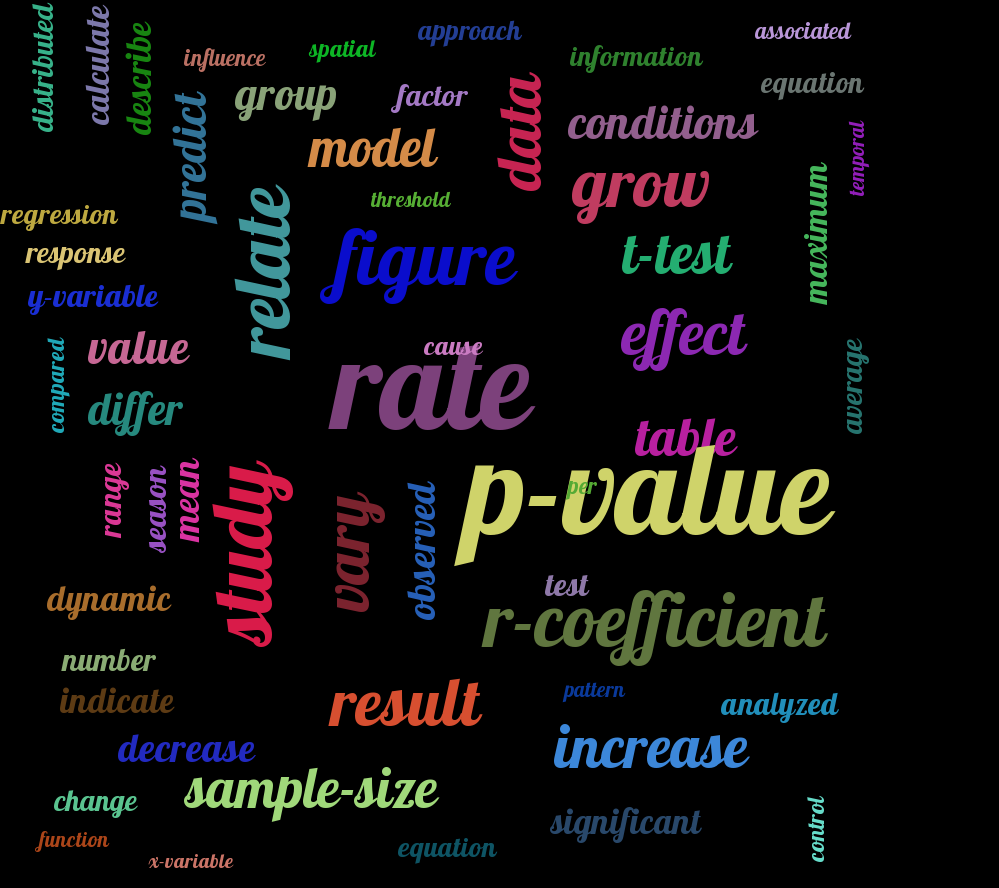 distributed
calculate
describe
influence
spatial
approach
associated
information
equation
group
factor
data
conditions
predict
model
temporal
grow
threshold
relate
maximum
regression
response
figure
t-test
y-variable
value
cause
effect
compared
rate
average
differ
table
range
season
mean
study
vary
observed
p-value
per
test
dynamic
r-coefficient
number
indicate
result
pattern
analyzed
decrease
increase
sample-size
change
significant
control
function
x-variable
equation